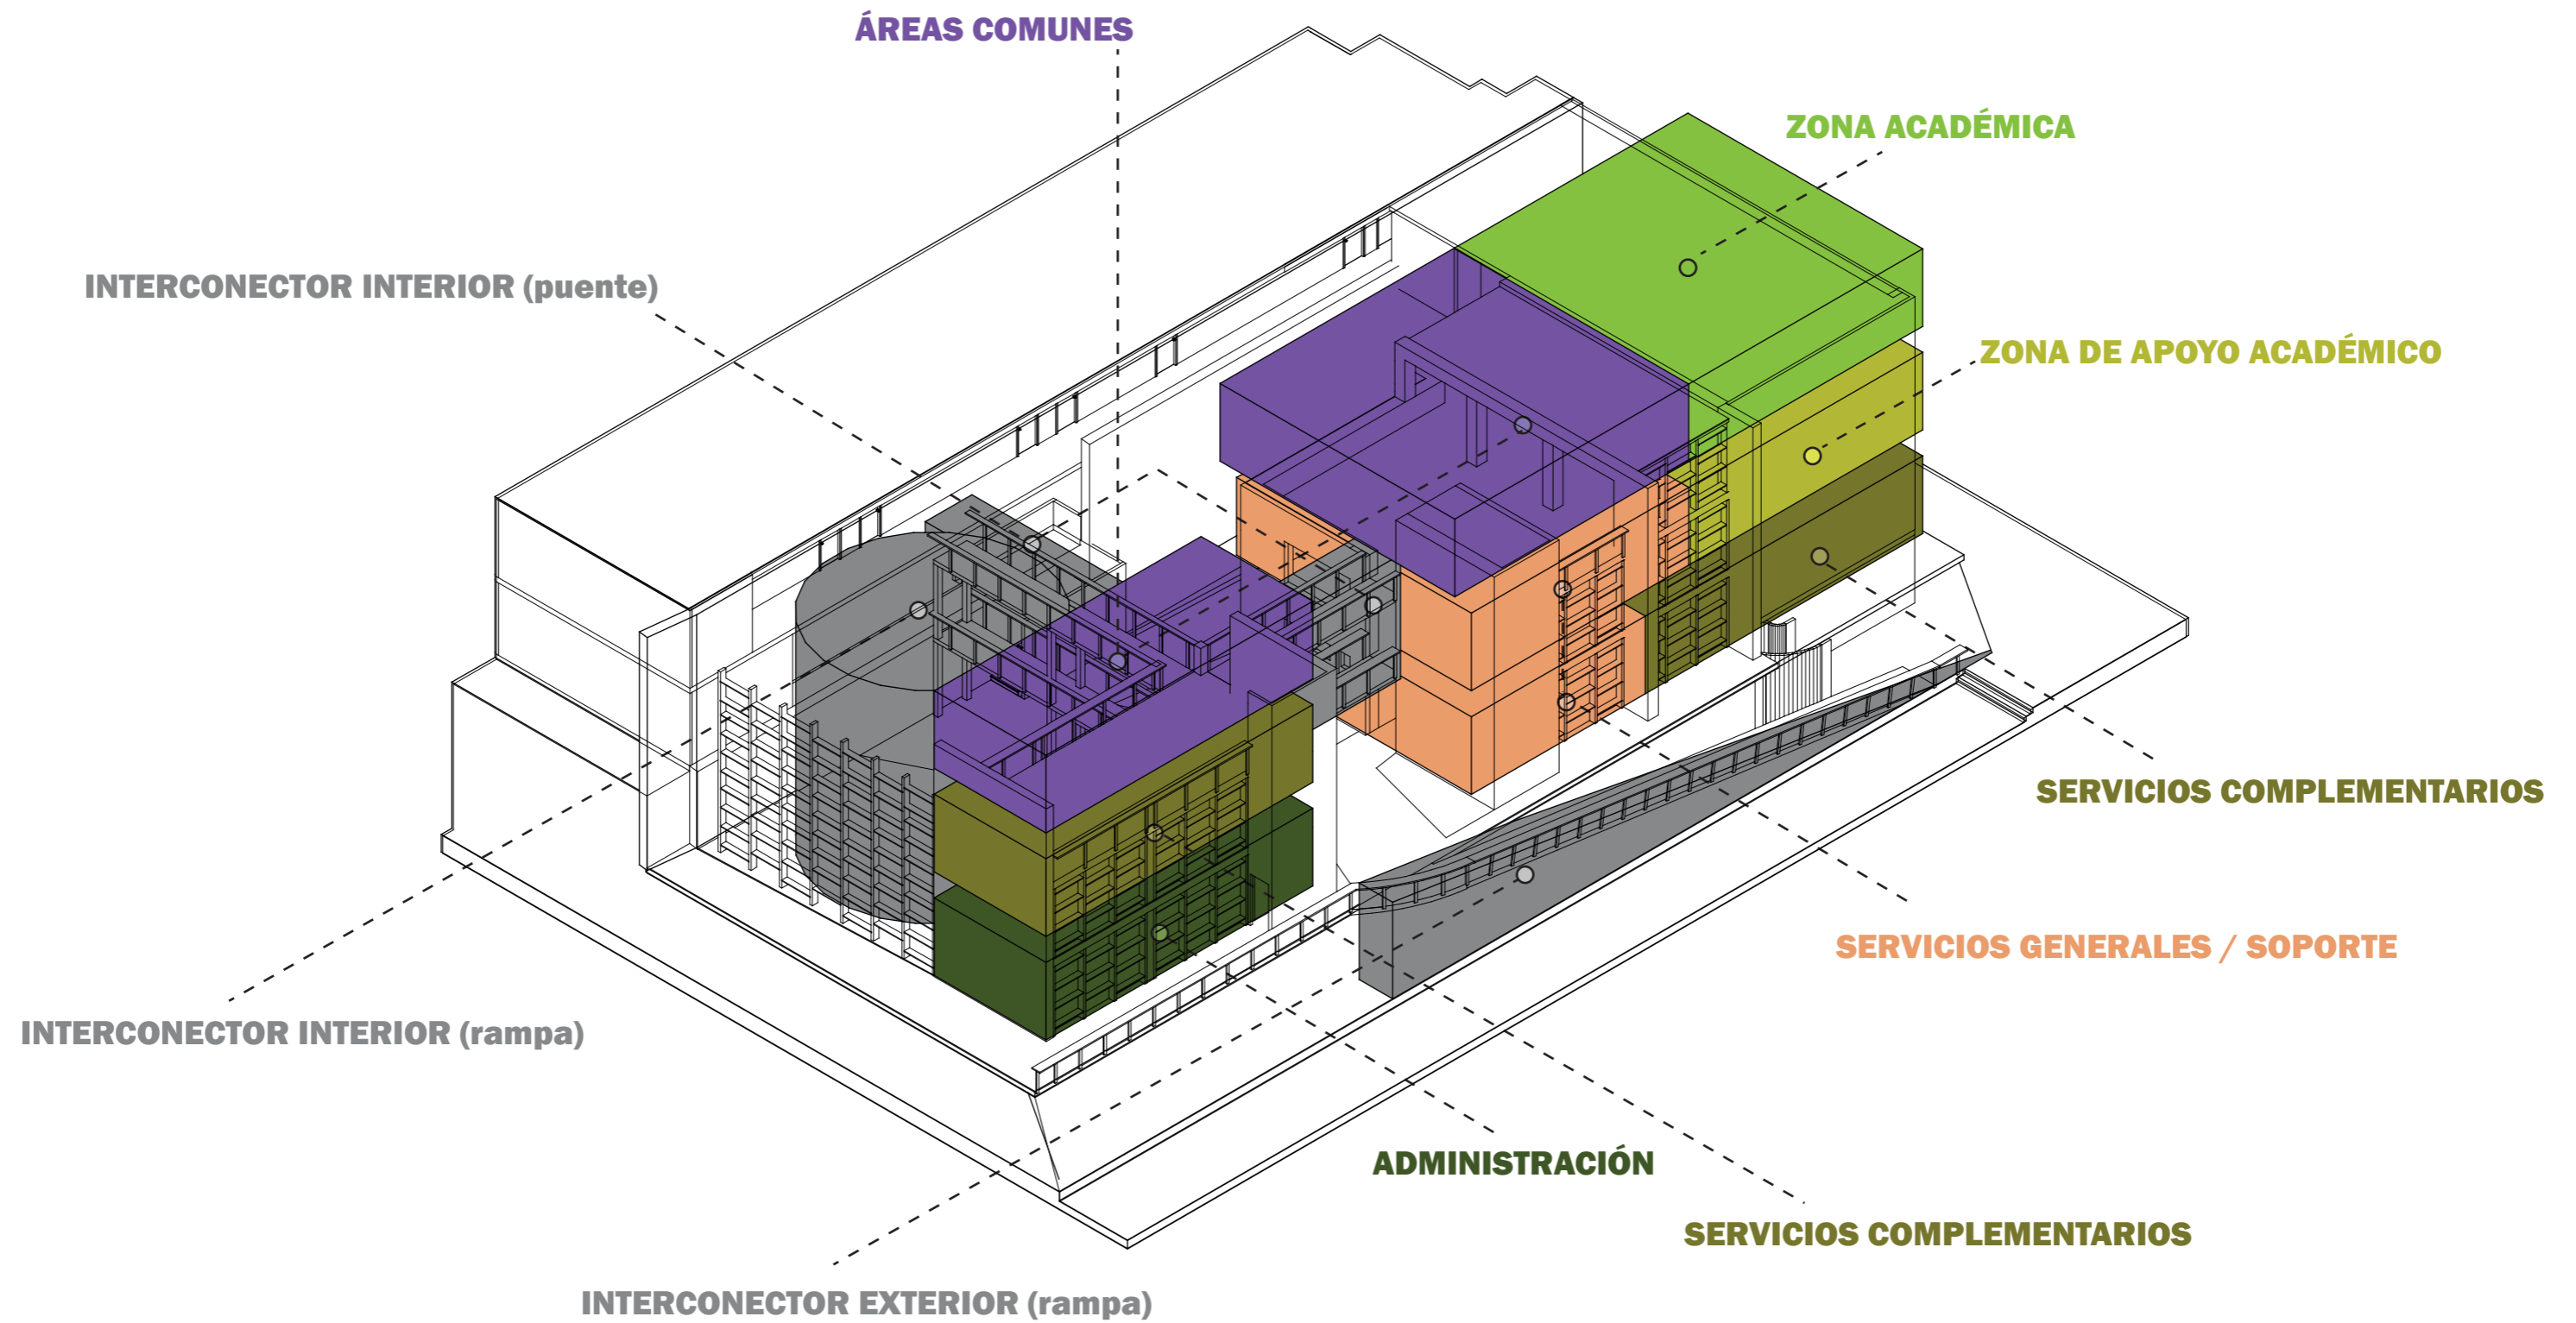 ÁREAS COMUNES
ZONA ACADÉMICA
INTERCONECTOR INTERIOR (puente)
ZONA DE APOYO ACADÉMICO
SERVICIOS COMPLEMENTARIOS
SERVICIOS GENERALES / SOPORTE
INTERCONECTOR INTERIOR (rampa)
ADMINISTRACIÓN
SERVICIOS COMPLEMENTARIOS
INTERCONECTOR EXTERIOR (rampa)